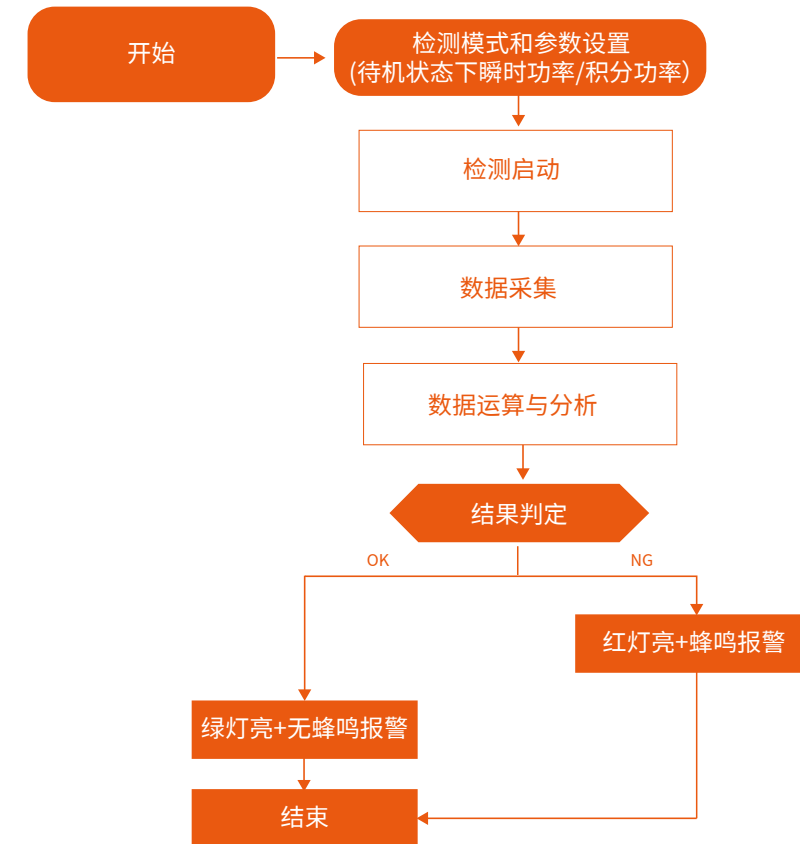 开始
检测模式和参数设置
(待机状态下瞬时功率/积分功率)
检测启动
数据采集
数据运算与分析
结果判定
OK
NG
红灯亮+蜂鸣报警
绿灯亮+无蜂鸣报警
结束